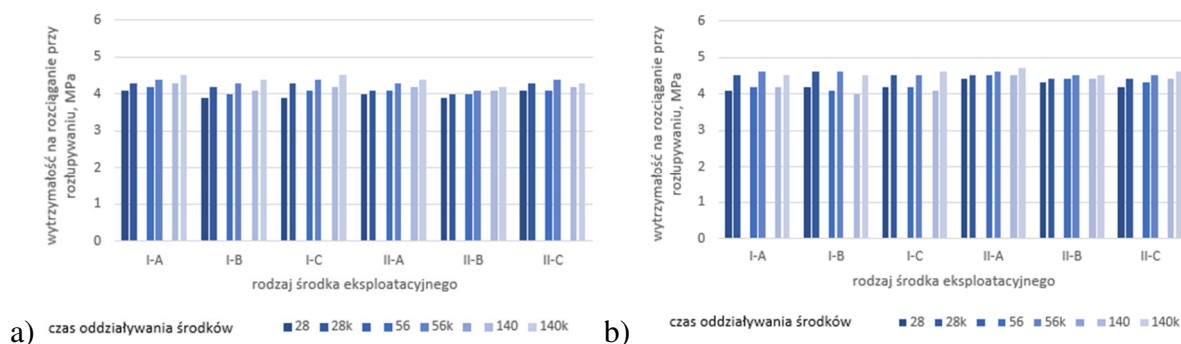 6
5
4
3
2
1
0
wytrzymałość na rozciąganie przy
rozłupywaniu, MPa
I-A I-B I-C II-A II-B II-C
rodzaj środka eksploatacyjnego
a) czas oddziaływania środków 28 28k 56 56k 140 140k
6
5
4
3
2
1
0
wytrzymałość na rozciąganie przy
rozłupywaniu, MPa
I-A I-B I-C II-A II-B II-C
rodzaj środka eksploatacyjnego
b) czas oddziaływania środków 28 28k 56 56k 140 140k